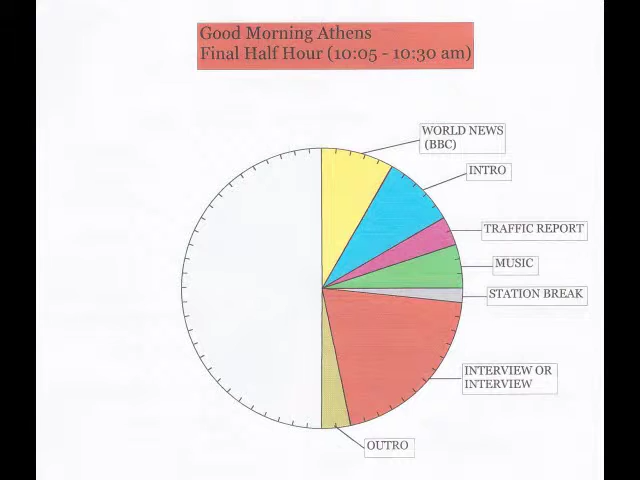 Good Morning Athens
Final Half Hour (10:05 - 10:30 am)
WORLD NEWS
(BBC)
INTRO
TRAFFIC REPORT
MUSIC
STATION BREAK
INTERVIEW OR
INTERVIEW
OUTRO